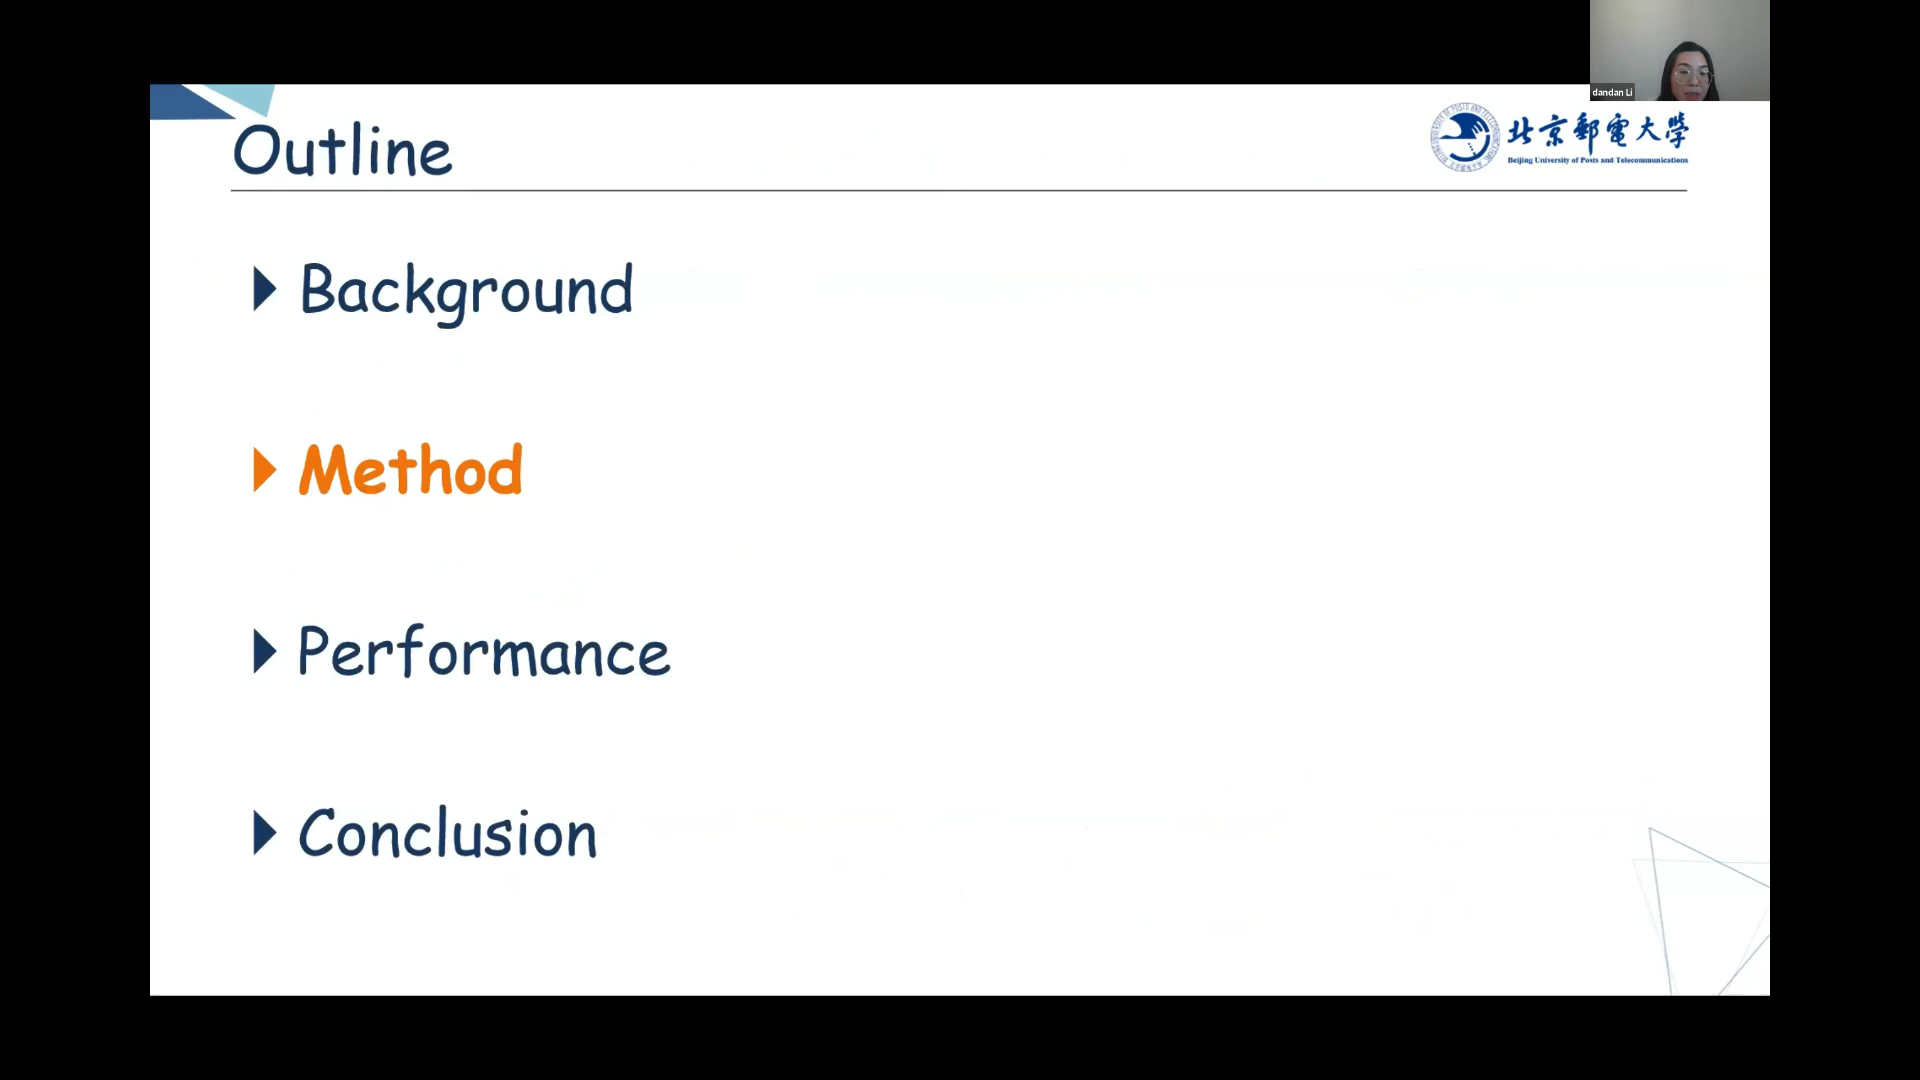 dandan Li
Outline
北京郵電大學
Beijing University of Posts and Telecommunications
Background
Method
Performance
Conclusion